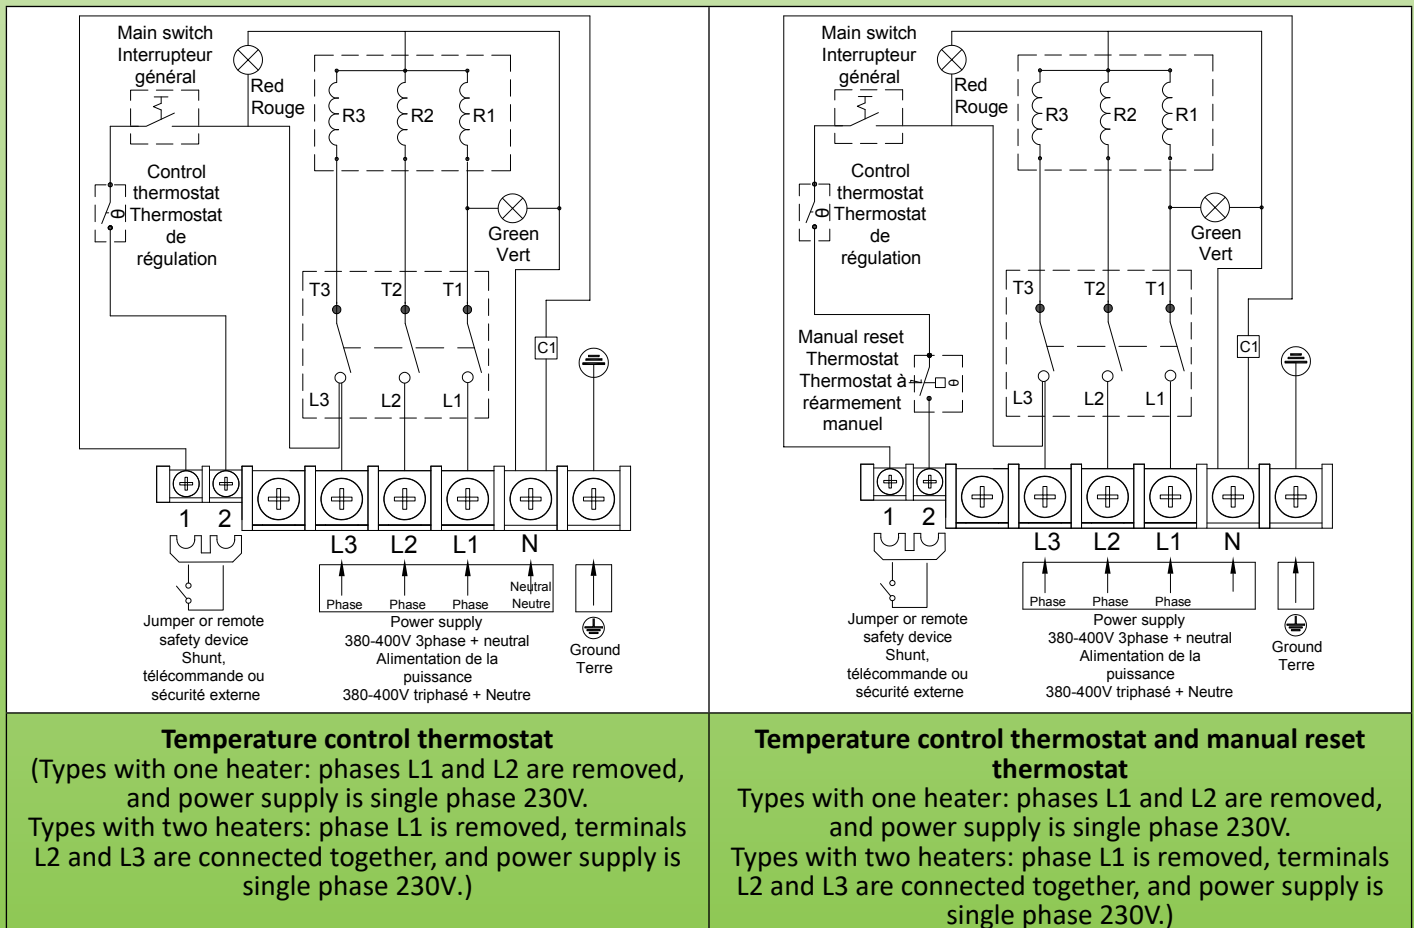 Main switch
Interrupteur
général
Red
Rouge
R3
R2
R1
Control
thermostat
Thermostat
de
régulation
θ
Green
Vert
T3
T2
T1
C1
L3
L2
L1
1
2
L3
L2
L1
N
Phase
Phase
Phase
Neutral
Neutre
Jumper or remote
safety device
Shunt,
télécommande ou
sécurité externe
Power supply
380-400V 3phase + neutral
Alimentation de la
puissance
380-400V triphasé + Neutre
Ground
Terre
Temperature control thermostat
(Types with one heater: phases L1 and L2 are removed,
and power supply is single phase 230V.
Types with two heaters: phase L1 is removed, terminals
L2 and L3 are connected together, and power supply is
single phase 230V.)
Main switch
Interrupteur
général
Red
Rouge
R3
R2
R1
Control
thermostat
Thermostat
de
régulation
θ
Green
Vert
T3
T2
T1
C1
Manual reset
Thermostat
Thermostat à
réarmement
manuel
θ
L3
L2
L1
1
2
L3
L2
L1
N
Phase
Phase
Phase
Jumper or remote
safety device
Shunt,
télécommande ou
sécurité externe
Power supply
380-400V 3phase + neutral
Alimentation de la
puissance
380-400V triphasé + Neutre
Ground
Terre
Temperature control thermostat and manual reset
thermostat
Types with one heater: phases L1 and L2 are removed,
and power supply is single phase 230V.
Types with two heaters: phase L1 is removed, terminals
L2 and L3 are connected together, and power supply is
single phase 230V.)